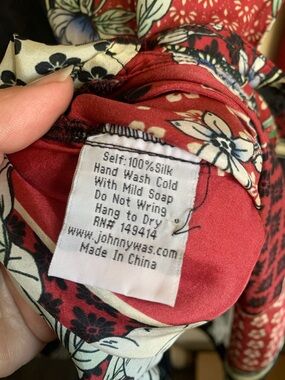 Self:100%Silk
Hand Wash Cold
With Mild Soap
Do Not Wring
Hang to Dry
RN# 149414
www.johnnywas.com
Made In China